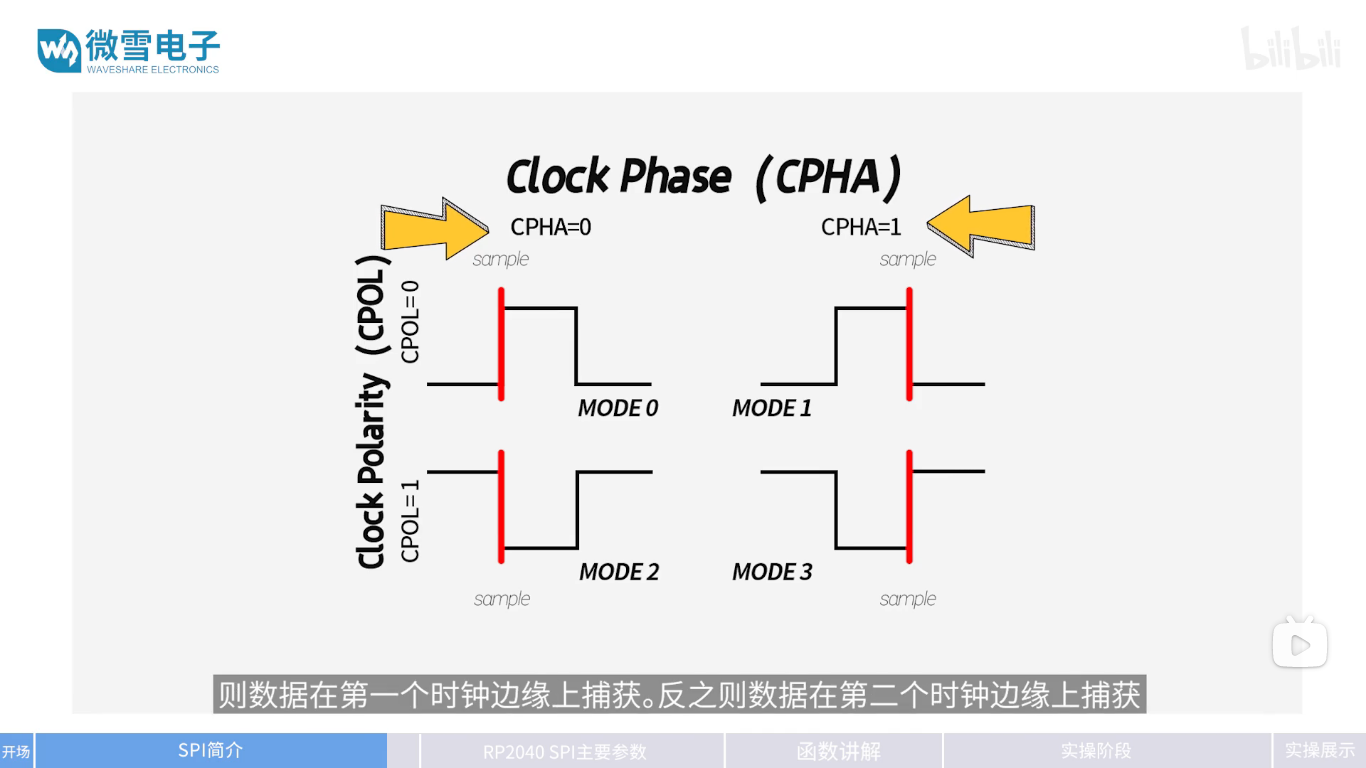 微雪电子
WAVESHARE ELECTRONICS
bilibili
Clock Phase (CPHA)
CPHA=0
CPHA=1
sample
sample
Clock Polarity (CPOL)
CPOL=0
MODE 0
MODE 1
CPOL=1
MODE 2
MODE 3
sample
sample
则数据在第一个时钟边缘上捕获。反之则数据在第二个时钟边缘上捕获
开场
SPI简介
RP2040 SPI主要参数
函数讲解
实操阶段
实操展示